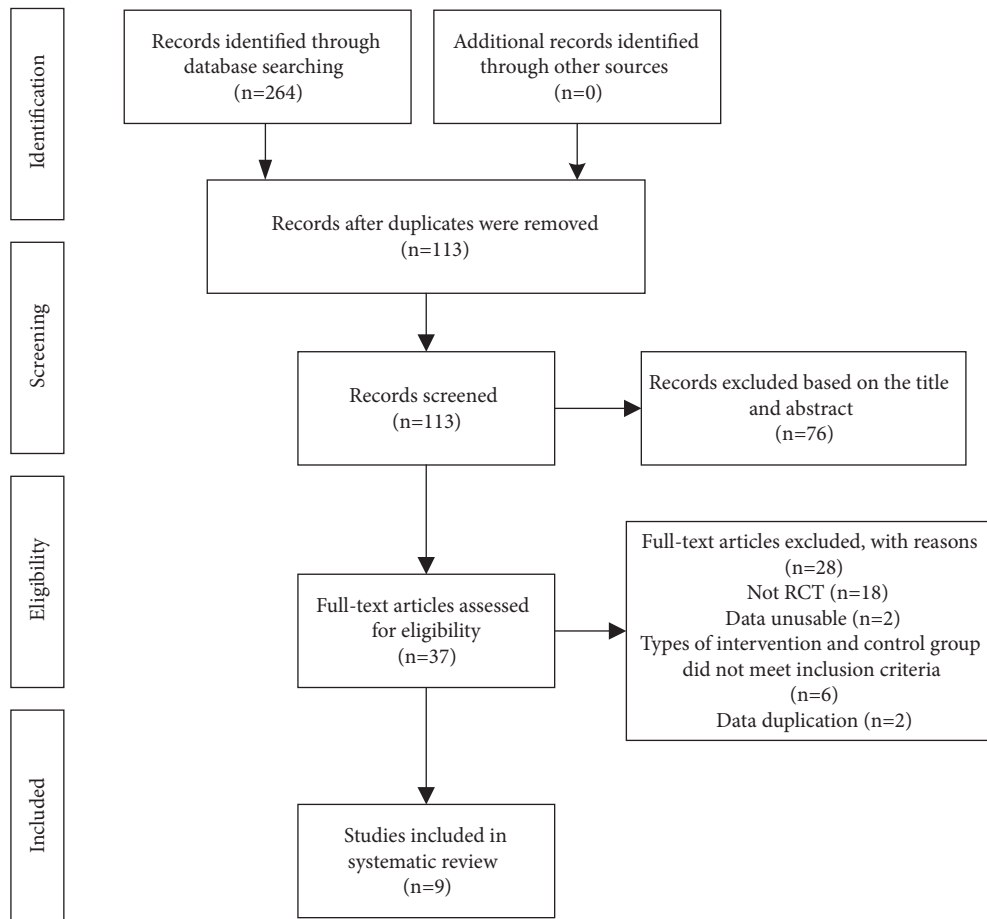 Identification
Records identified through
database searching
(n=264)
Additional records identified
through other sources
(n=0)
Records after duplicates were removed
(n=113)
Screening
Records screened
(n=113)
Records excluded based on the title
and abstract
(n=76)
Eligibility
Full-text articles assessed
for eligibility
(n=37)
Full-text articles excluded, with reasons
(n=28)
Not RCT (n=18)
Data unusable (n=2)
Types of intervention and control group
did not meet inclusion criteria
(n=6)
Data duplication (n=2)
Included
Studies included in
systematic review
(n=9)